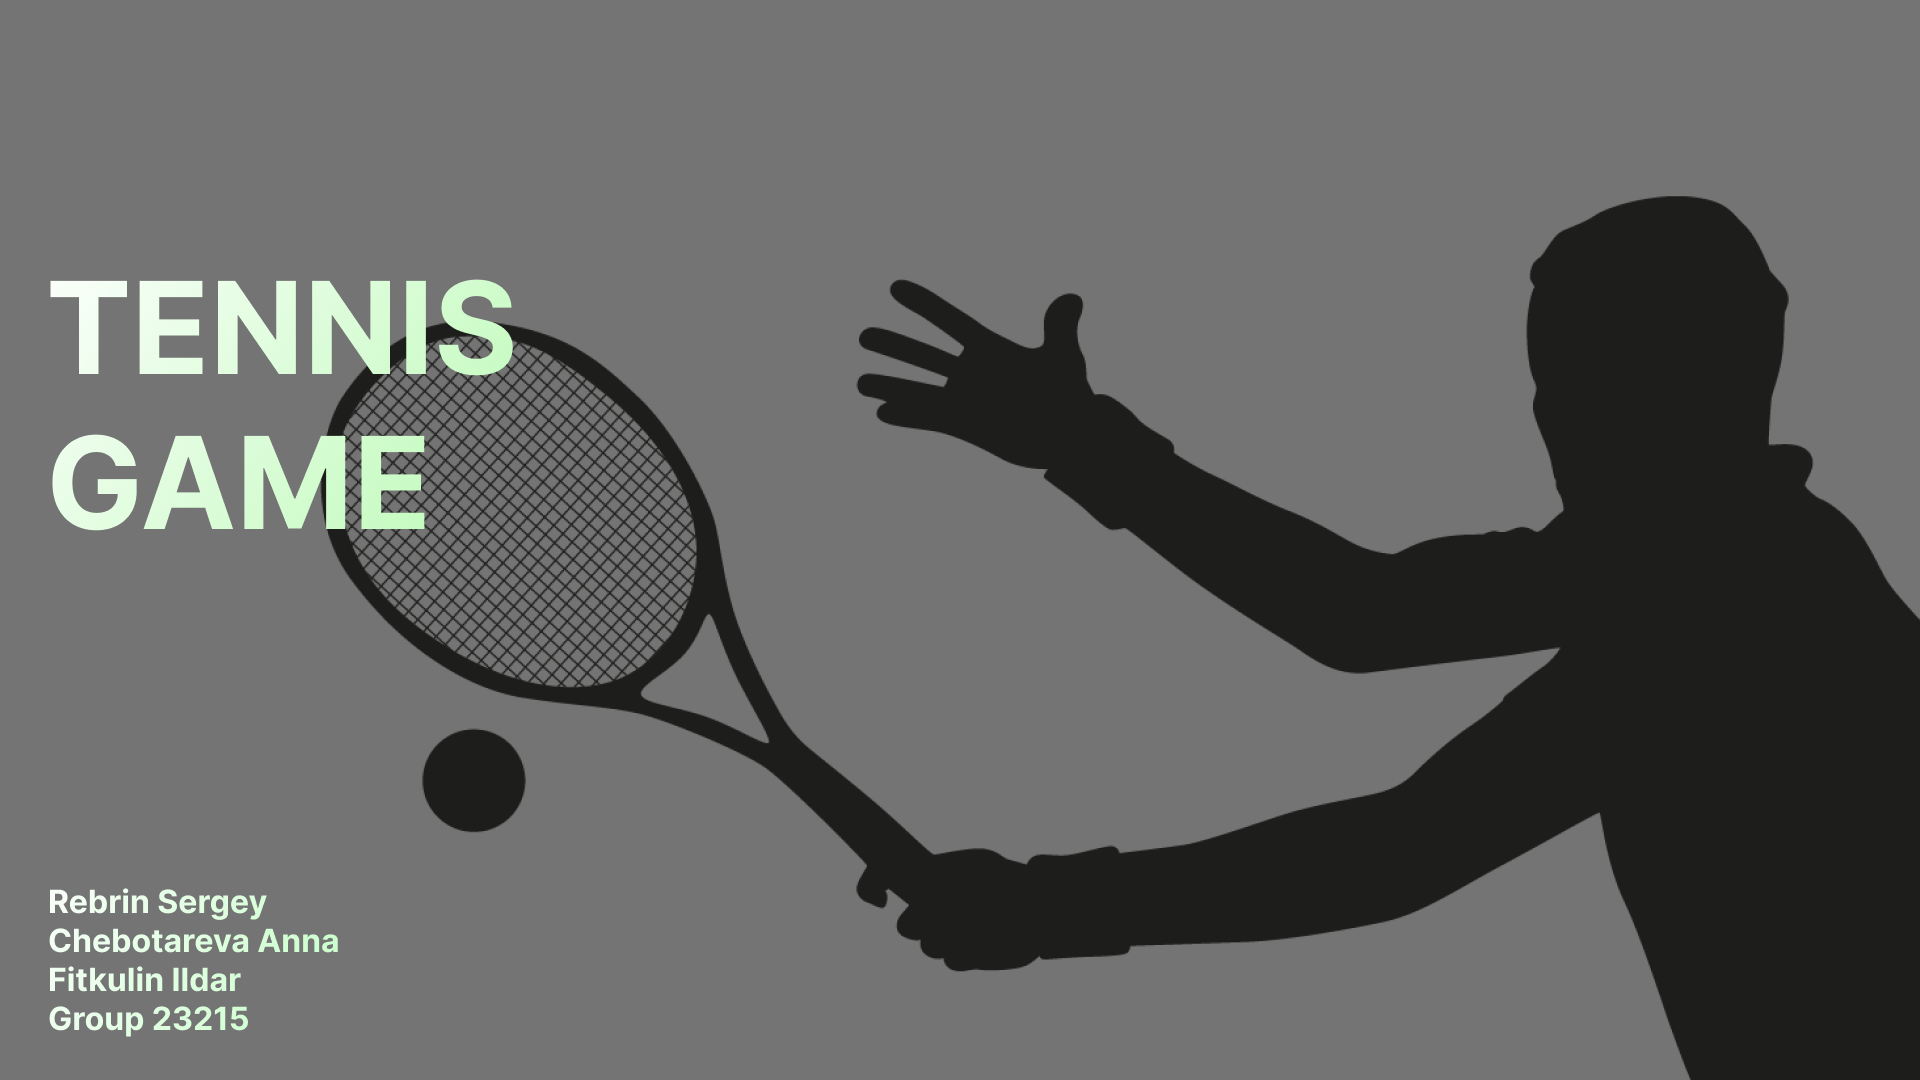 TENNIS
GAME
Rebrin Sergey
Chebotareva Anna
Fitkulin Ildar
Group 23215